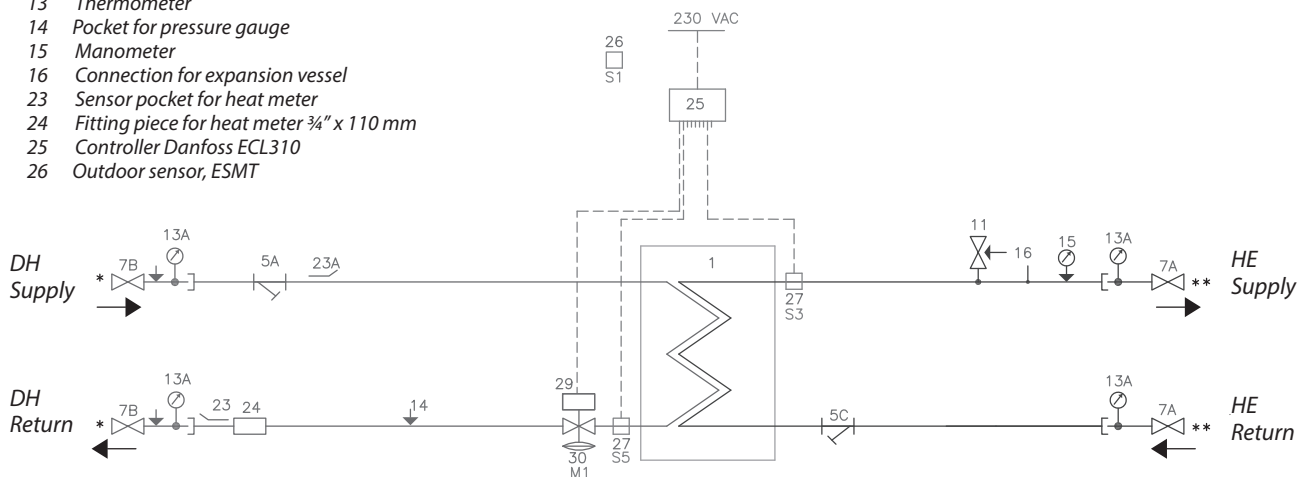 13 Thermometer
14 Pocket for pressure gauge
15 Manometer
16 Connection for expansion vessel
23 Sensor pocket for heat meter
24 Fitting piece for heat meter ¾" x 110 mm
25 Controller Danfoss ECL310
26 Outdoor sensor, ESMT
230 VAC
26
S1
25
DH
Supply
* 7B
13A
5A
23A
1
27
S3
11
16
15
13A
7A **
HE
Supply
DH
Return
* 7B
13A
23
24
14
29
30
M1
27
S5
5C
13A
7A **
HE
Return